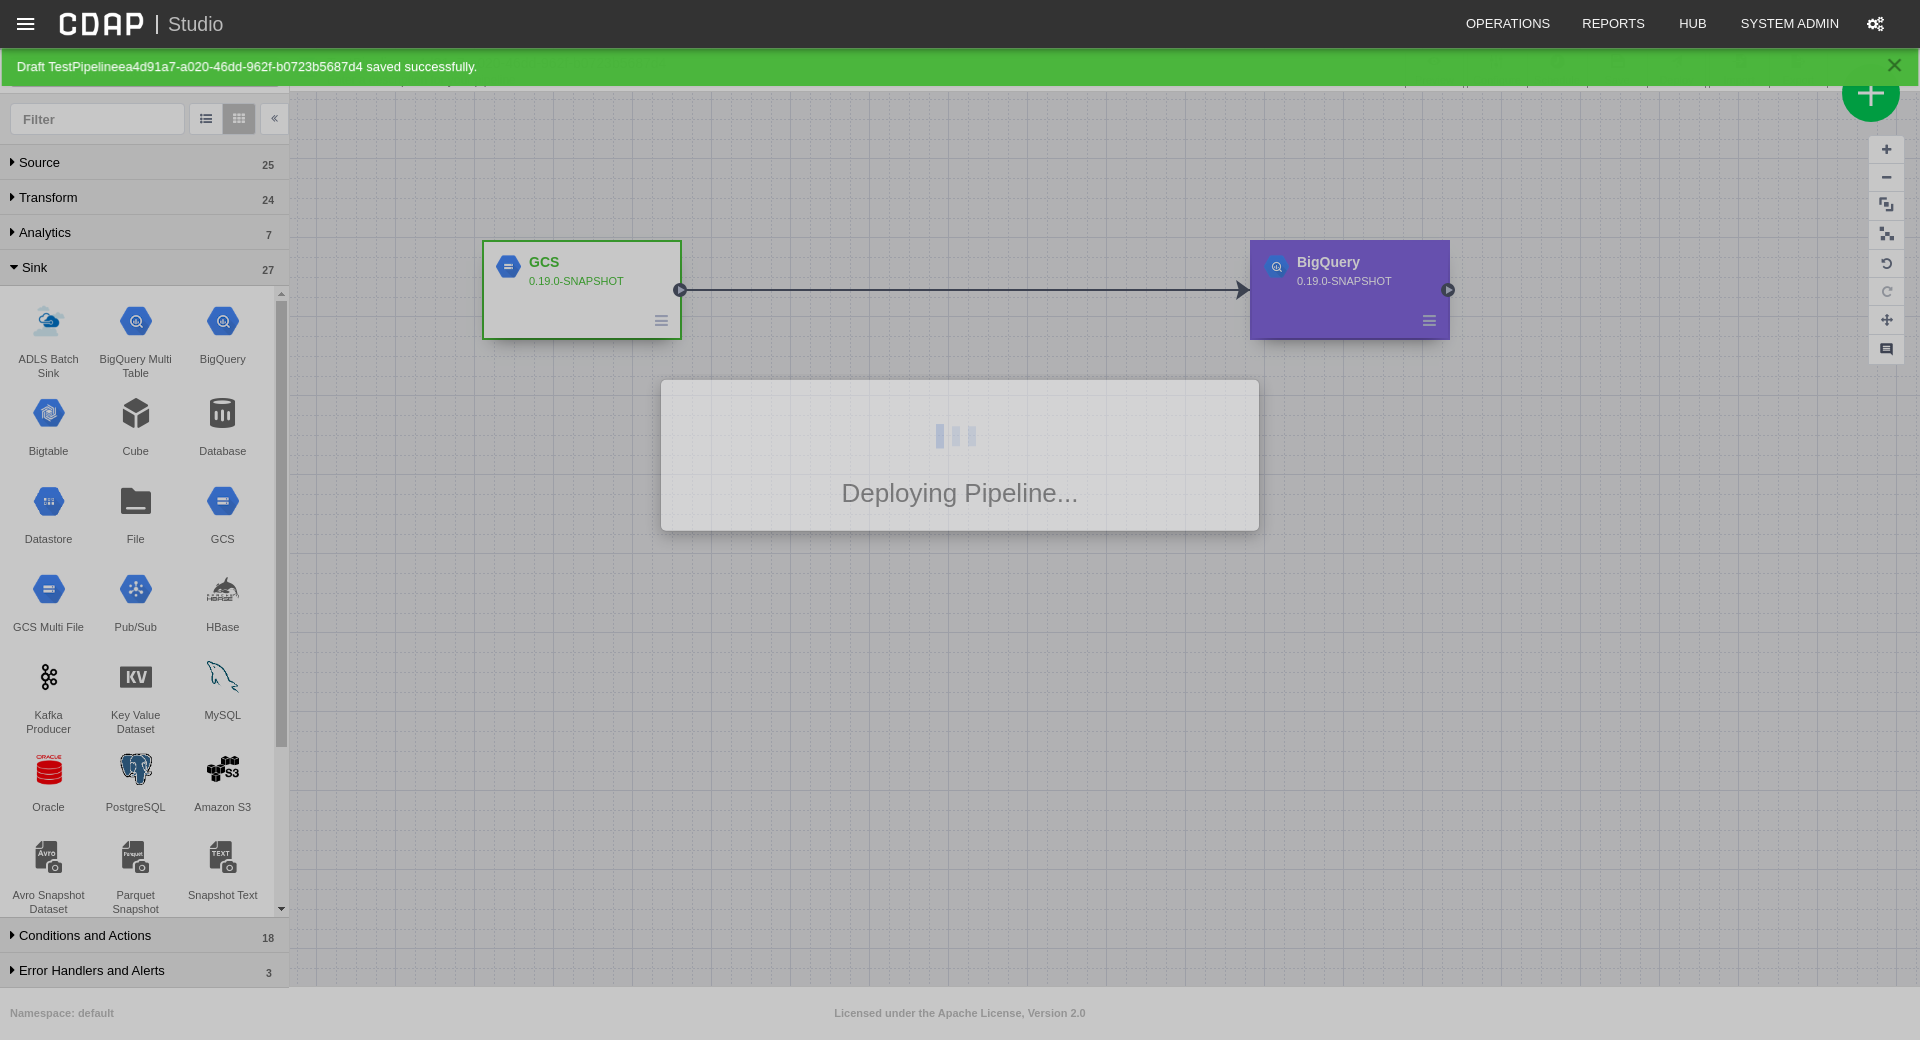 CDAP | Studio
OPERATIONS
REPORTS
HUB
SYSTEM ADMIN
Draft TestPipelineea4d91a7-a020-46dd-962f-b0723b5687d4 saved successfully.
Filter
Source 25
Transform 24
Analytics 7
Sink 27
ADLS Batch
Sink
BigQuery Multi
Table
BigQuery
Bigtable
Cube
Database
Datastore
File
GCS
GCS Multi File
Pub/Sub
HBase
KV
Kafka
Producer
Key Value
Dataset
MySQL
ORACLE
S3
Oracle
PostgreSQL
Amazon S3
Avro
Parquet
TEXT
Avro Snapshot
Dataset
Parquet
Snapshot
Snapshot Text
Conditions and Actions 18
Error Handlers and Alerts 3
GCS
0.19.0-SNAPSHOT
BigQuery
0.19.0-SNAPSHOT
Deploying Pipeline...
Namespace: default
Licensed under the Apache License, Version 2.0